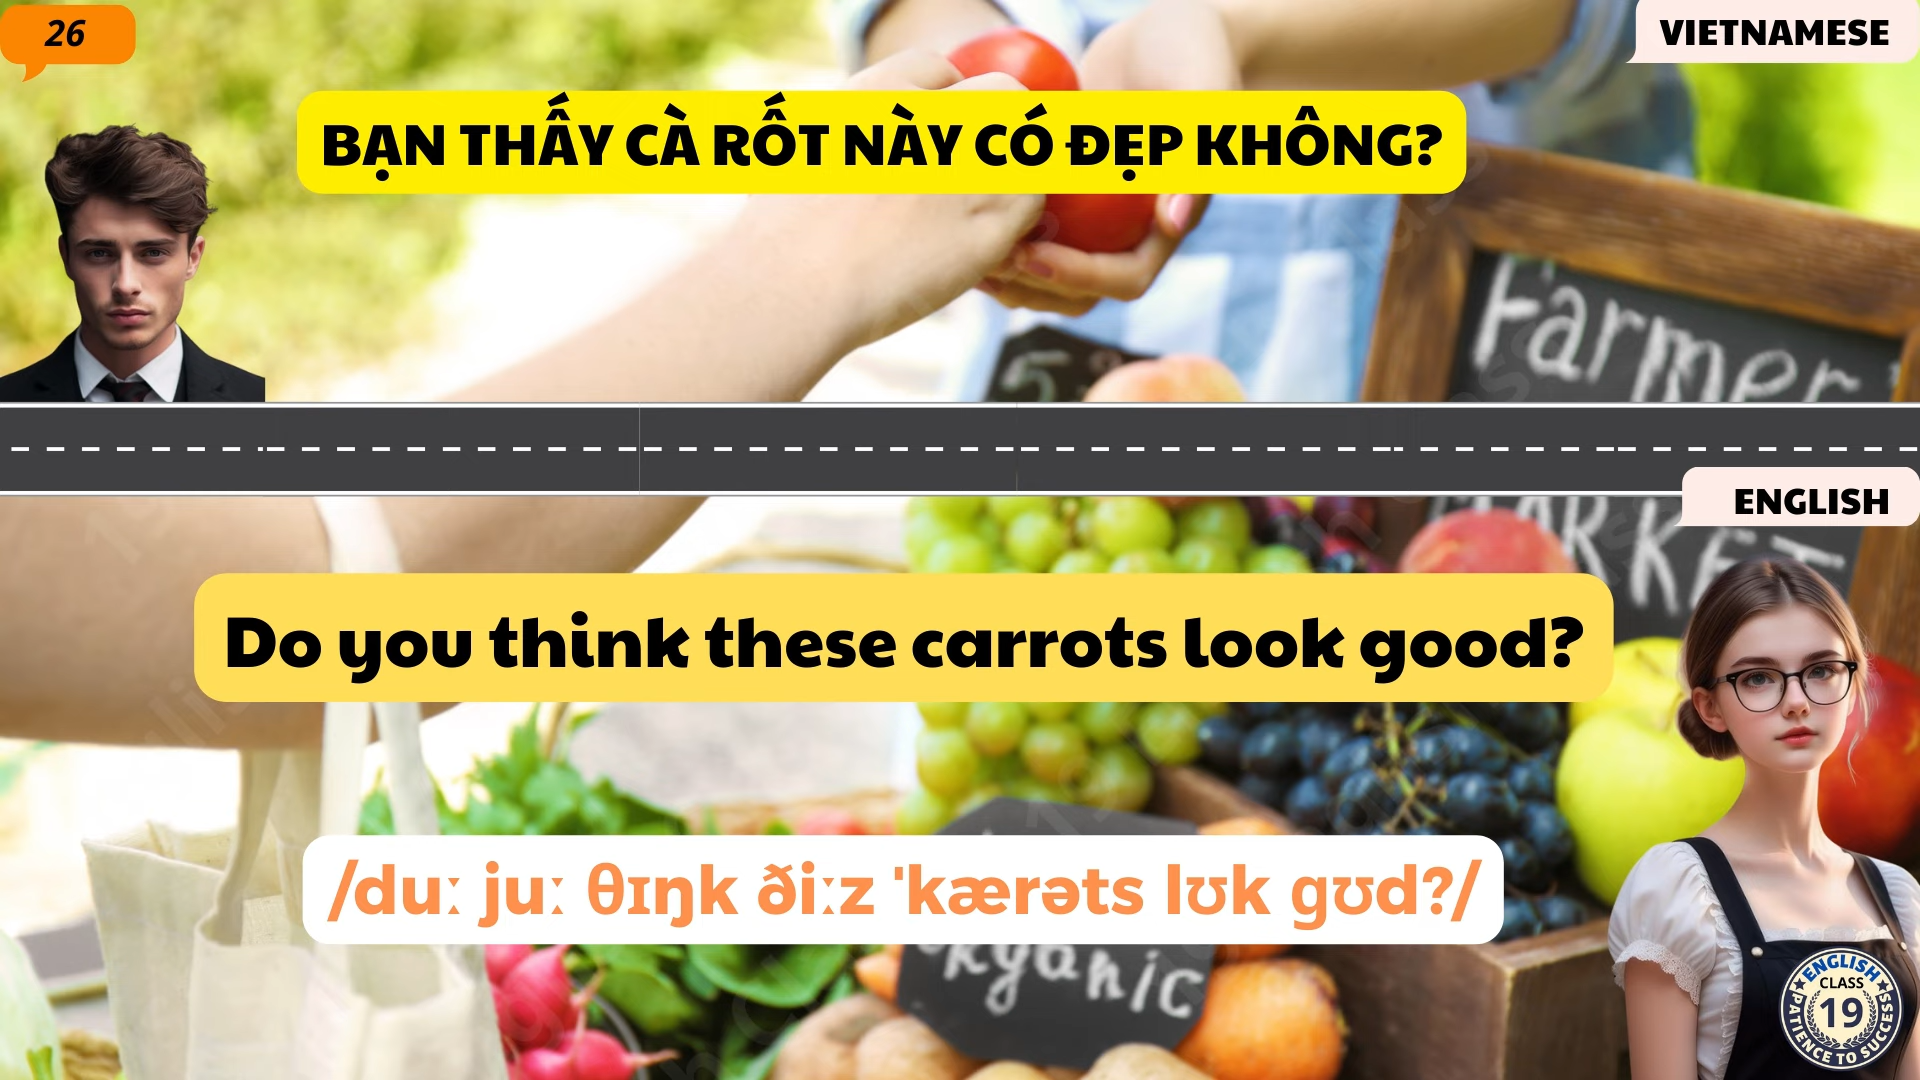 26
VIETNAMESE
BẠN THẤY CÀ RỐT NÀY CÓ ĐẸP KHÔNG?
Farmer
ENGLISH
Do you think these carrots look good?
/duː juː θɪŋk ðiːz ˈkærəts lʊk ɡʊd?/
ENGLISH
CLASS
19
PATIENCE TO SUCCESS